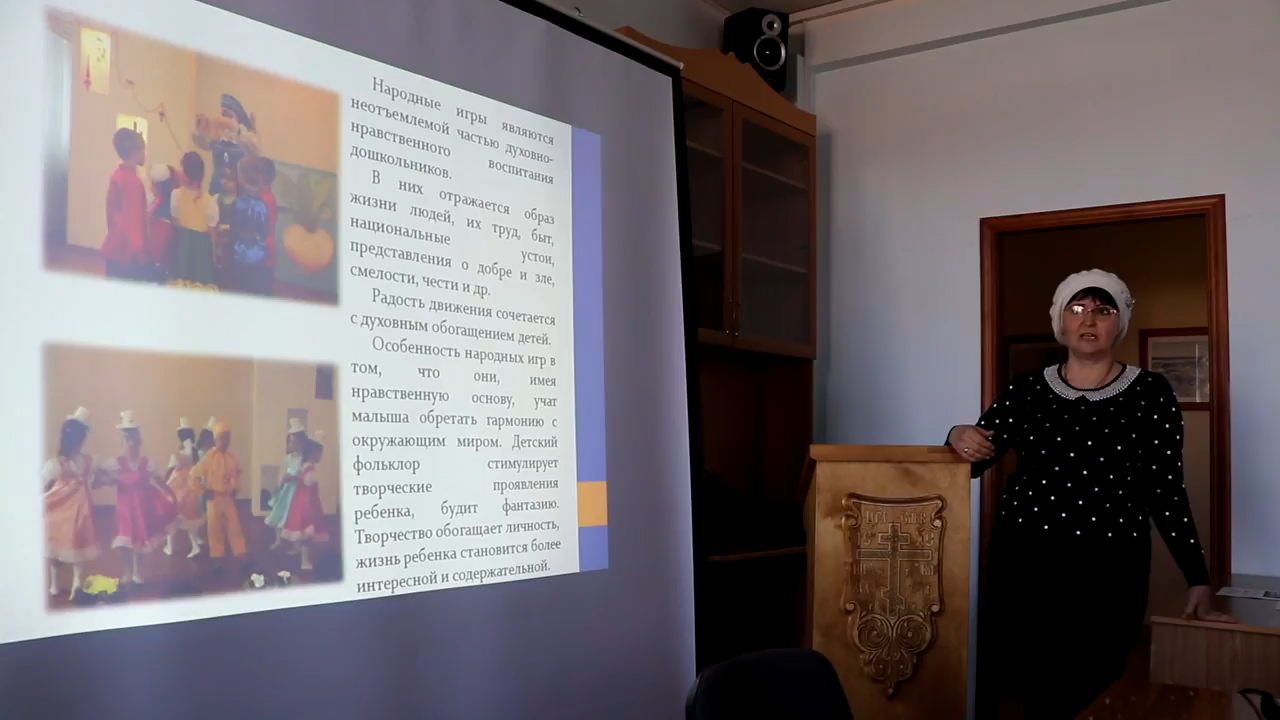 Народные игры являются
неотъемлемой частью духовно-
нравственного воспитания
дошкольников.
В них отражается образ
жизни людей, их труд, быт,
национальные устои,
представления о добре и зле,
смелости, чести и др.
Радость движения сочетается
с духовным обогащением детей.
Особенность народных игр в
том, что они, имея
нравственную основу, учат
малыша обретать гармонию с
окружающим миром. Детский
фольклор стимулирует
творческие проявления
ребенка, будит фантазию.
Творчество обогащает личность,
жизнь ребенка становится более
интересной и содержательной.